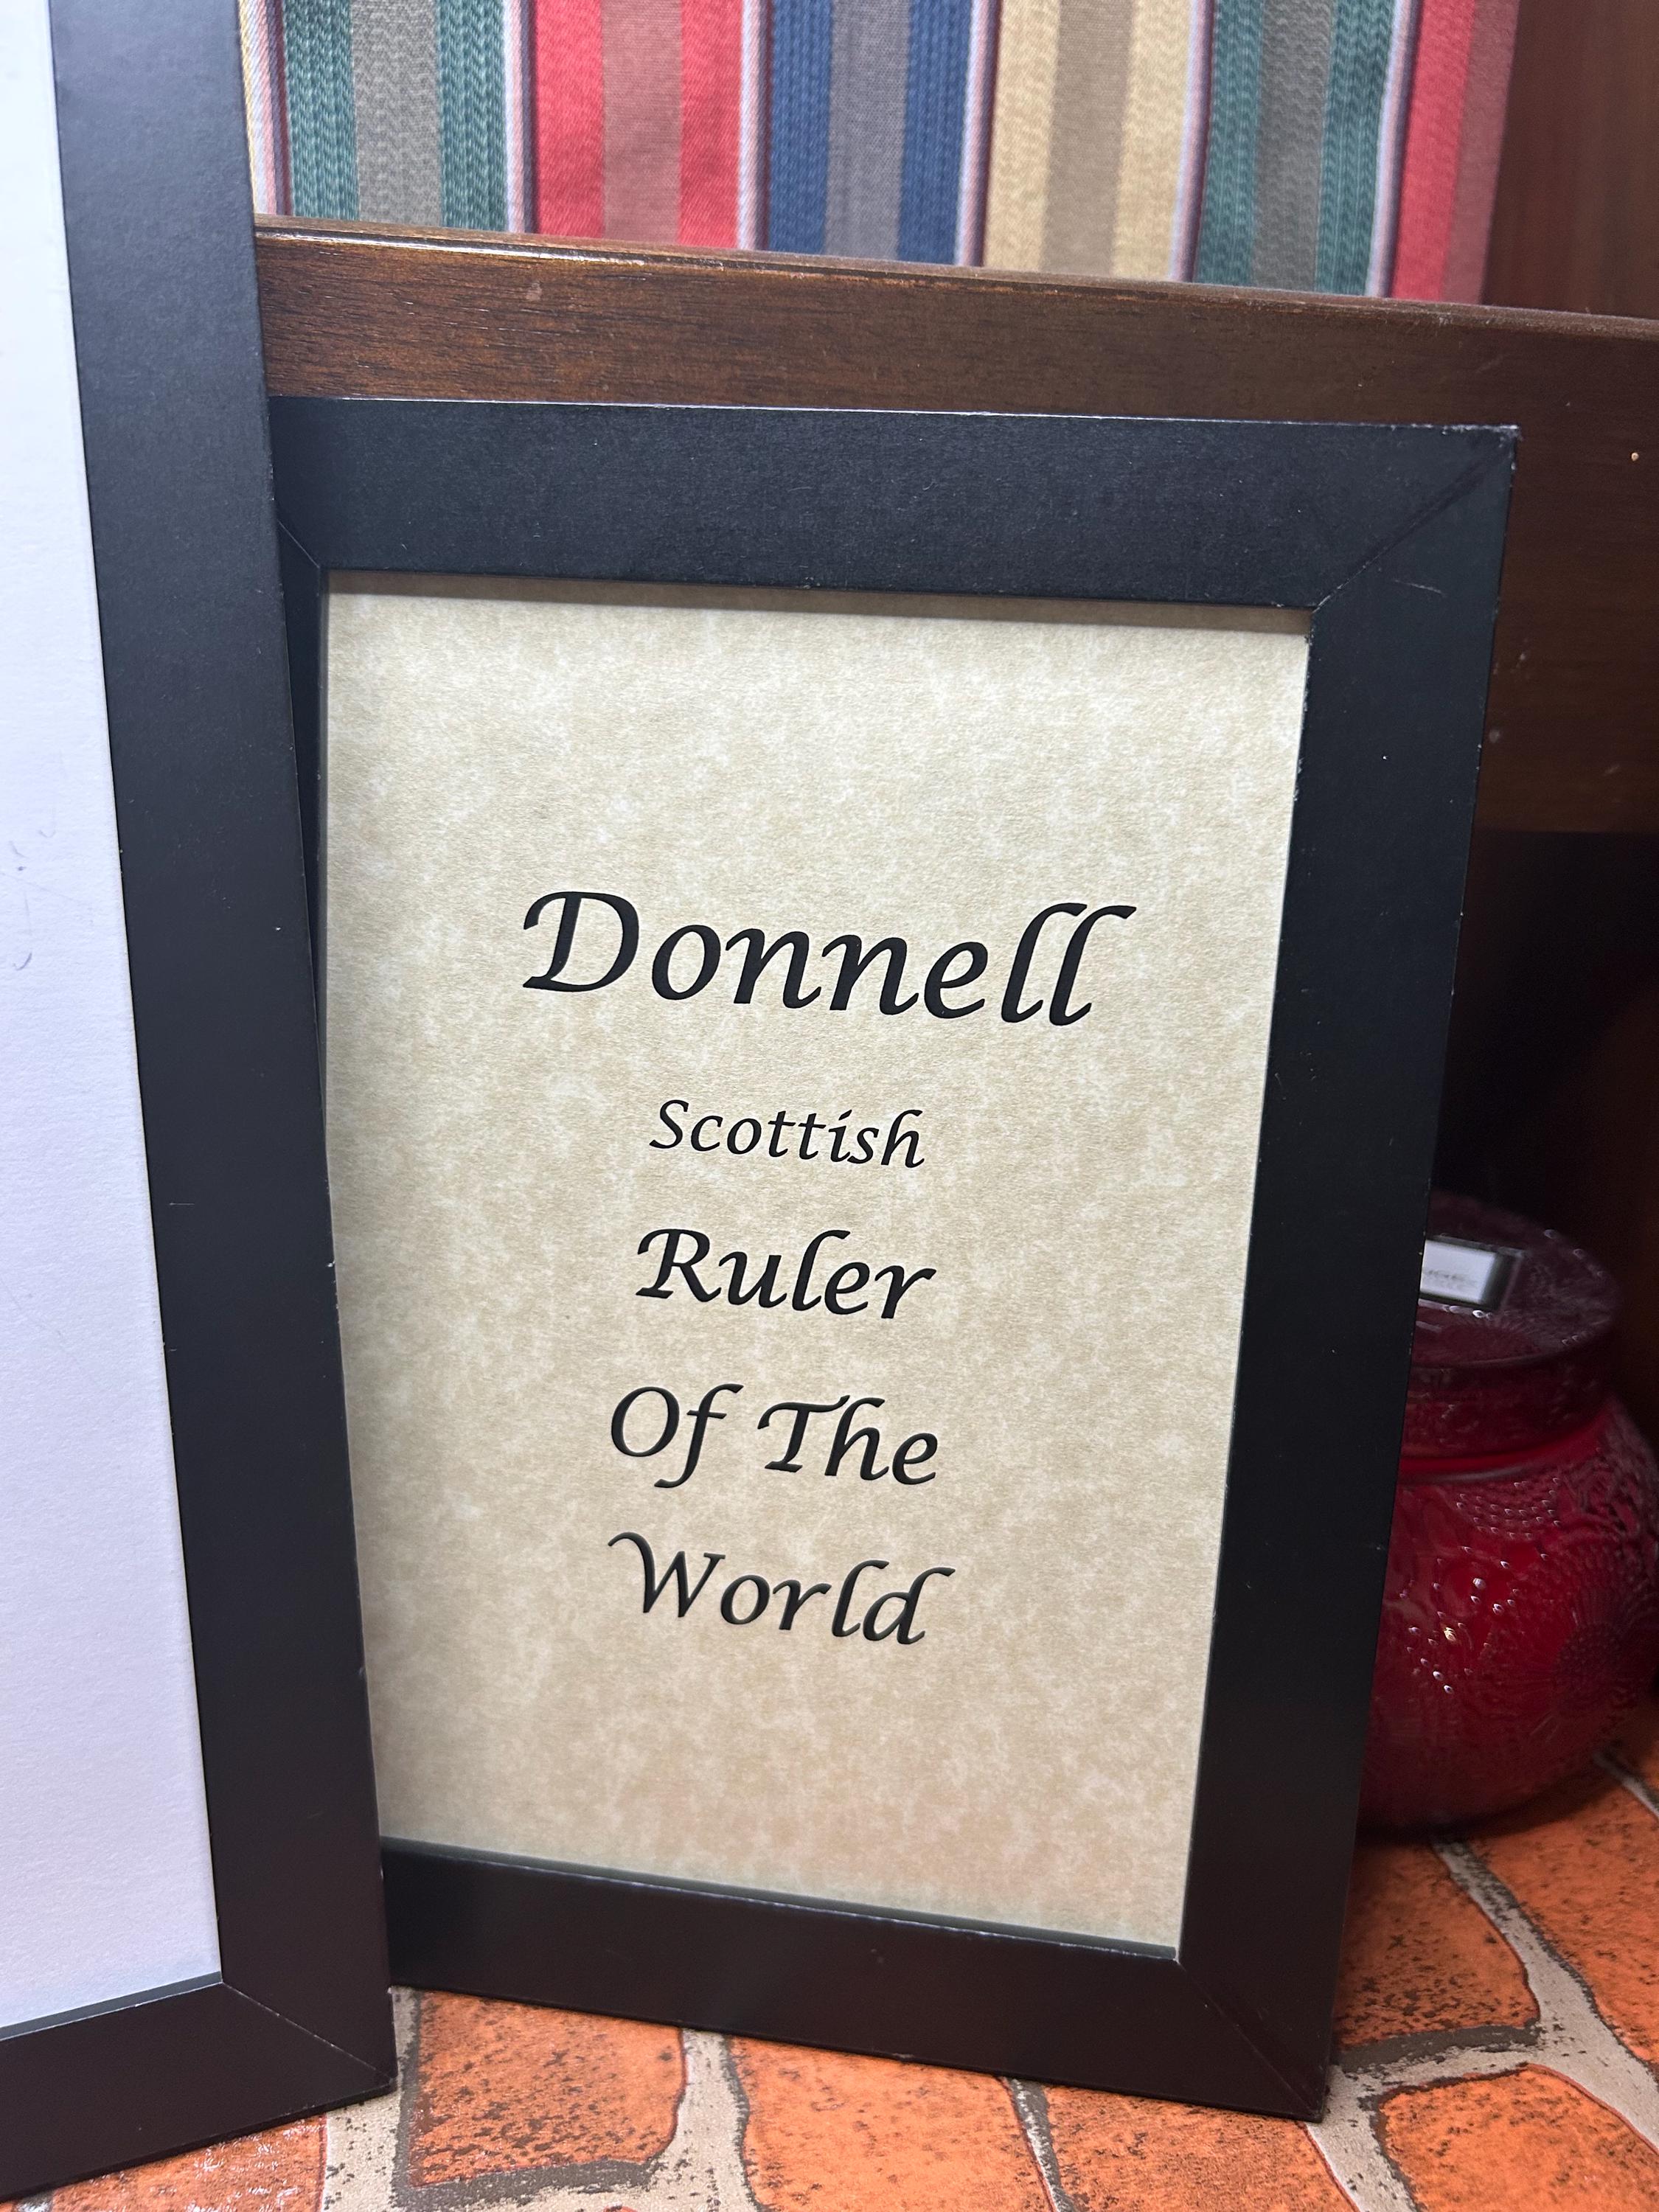 Donnell
Scottish
Ruler
Of The
World